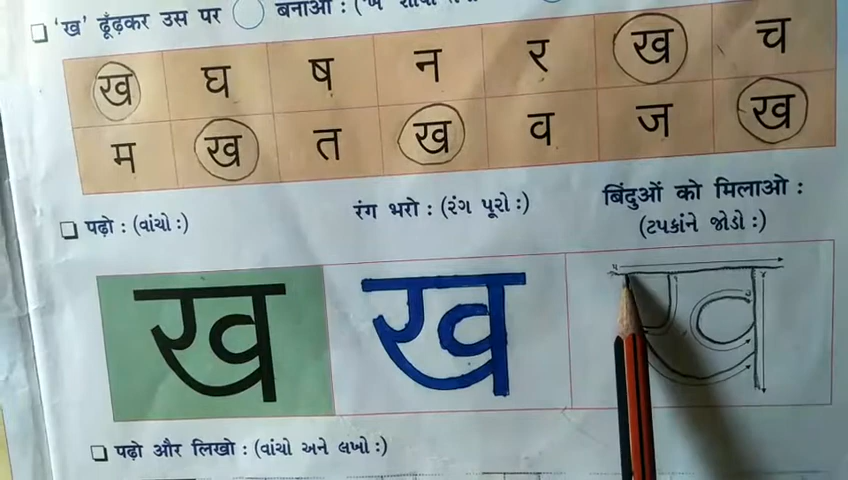 'ख' ढूँढ़कर उस पर ◯ बनाओ : ('ખ'
ख घ ष न र ख च
म ख त ख व ज ख
पढ़ो : (વાંચો :)
रंग भरो : (રંગ પૂરો :)
बिंदुओं को मिलाओ :
(ટપકાંને જોડો :)
ख ख ख
पढ़ो और लिखो : (વાંચો અને લખો :)